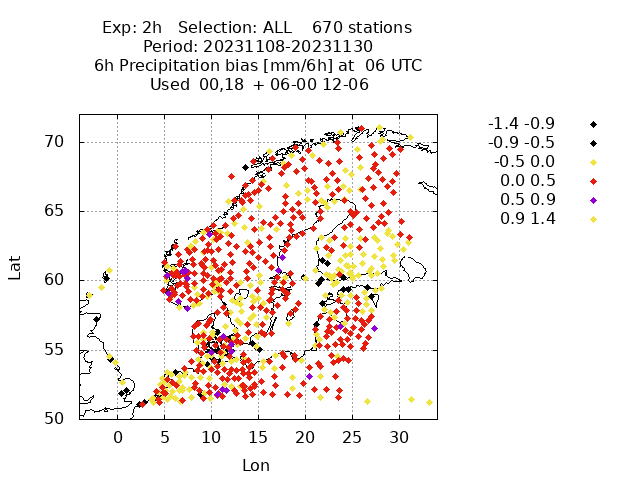 Exp: 2h   Selection: ALL    670 stations
Period: 20231108-20231130
6h Precipitation bias [mm/6h] at  06 UTC
Used 00,18  + 06-00 12-06
-1.4 -0.9
-0.9 -0.5
-0.5 0.0
0.0 0.5
0.5 0.9
0.9 1.4
70
65
60
55
50
Lat
0 5 10 15 20 25 30
Lon